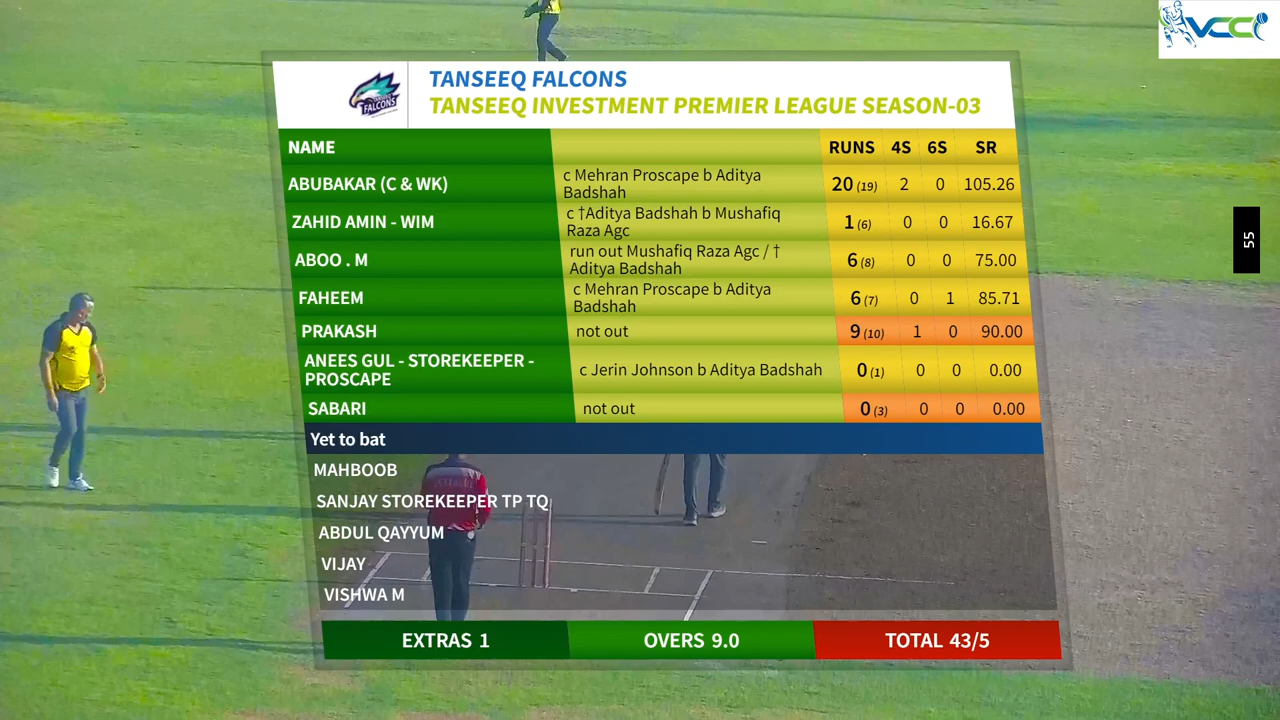 VCC
TANSEEQ FALCONS
TANSEEQ INVESTMENT PREMIER LEAGUE SEASON-03
FALCONS
NAME RUNS 4S 6S SR
ABUBAKAR (C & WK) c Mehran Proscape b Aditya Badshah 20 (19) 2 0 105.26
ZAHID AMIN - WIM c †Aditya Badshah b Mushafiq Raza Agc 1 (6) 0 0 16.67
ABOO . M run out Mushafiq Raza Agc / † Aditya Badshah 6 (8) 0 0 75.00
FAHEEM c Mehran Proscape b Aditya Badshah 6 (7) 0 1 85.71
PRAKASH not out 9 (10) 1 0 90.00
ANEES GUL - STOREKEEPER - PROSCAPE c Jerin Johnson b Aditya Badshah 0 (1) 0 0 0.00
SABARI not out 0 (3) 0 0 0.00
Yet to bat
MAHBOOB
SANJAY STOREKEEPER TP TQ
ABDUL QAYYUM
VIJAY
VISHWA M
EXTRAS 1 OVERS 9.0 TOTAL 43/5
55